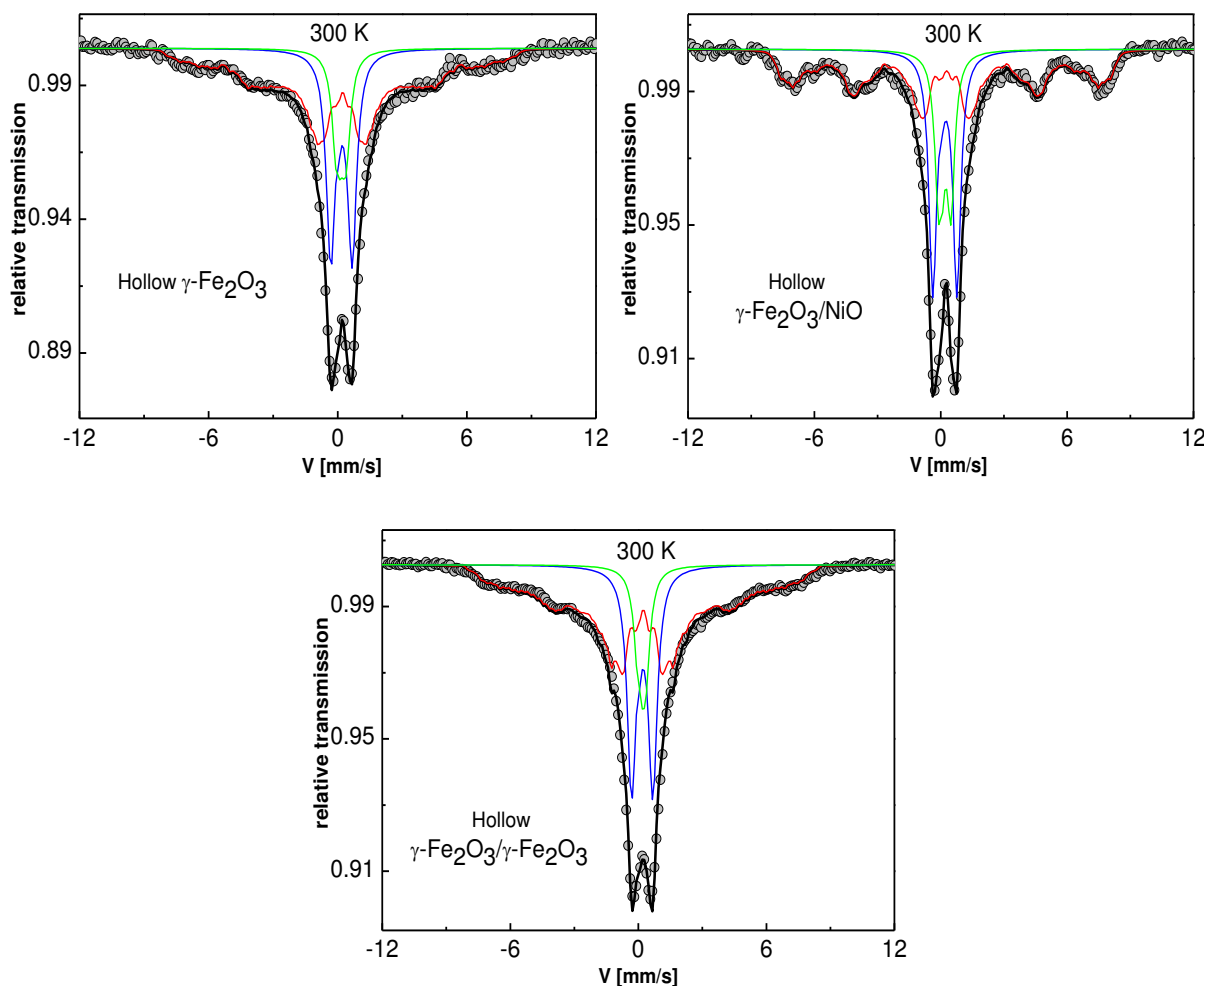 300 K
0.99
0.94
0.89
relative transmission
Hollow γ-Fe2O3
-12 -6 0 6 12
V [mm/s]
300 K
0.99
0.95
0.91
relative transmission
Hollow
γ-Fe2O3/NiO
-12 -6 0 6 12
V [mm/s]
300 K
0.99
0.95
0.91
relative transmission
Hollow
γ-Fe2O3/γ-Fe2O3
-12 -6 0 6 12
V [mm/s]